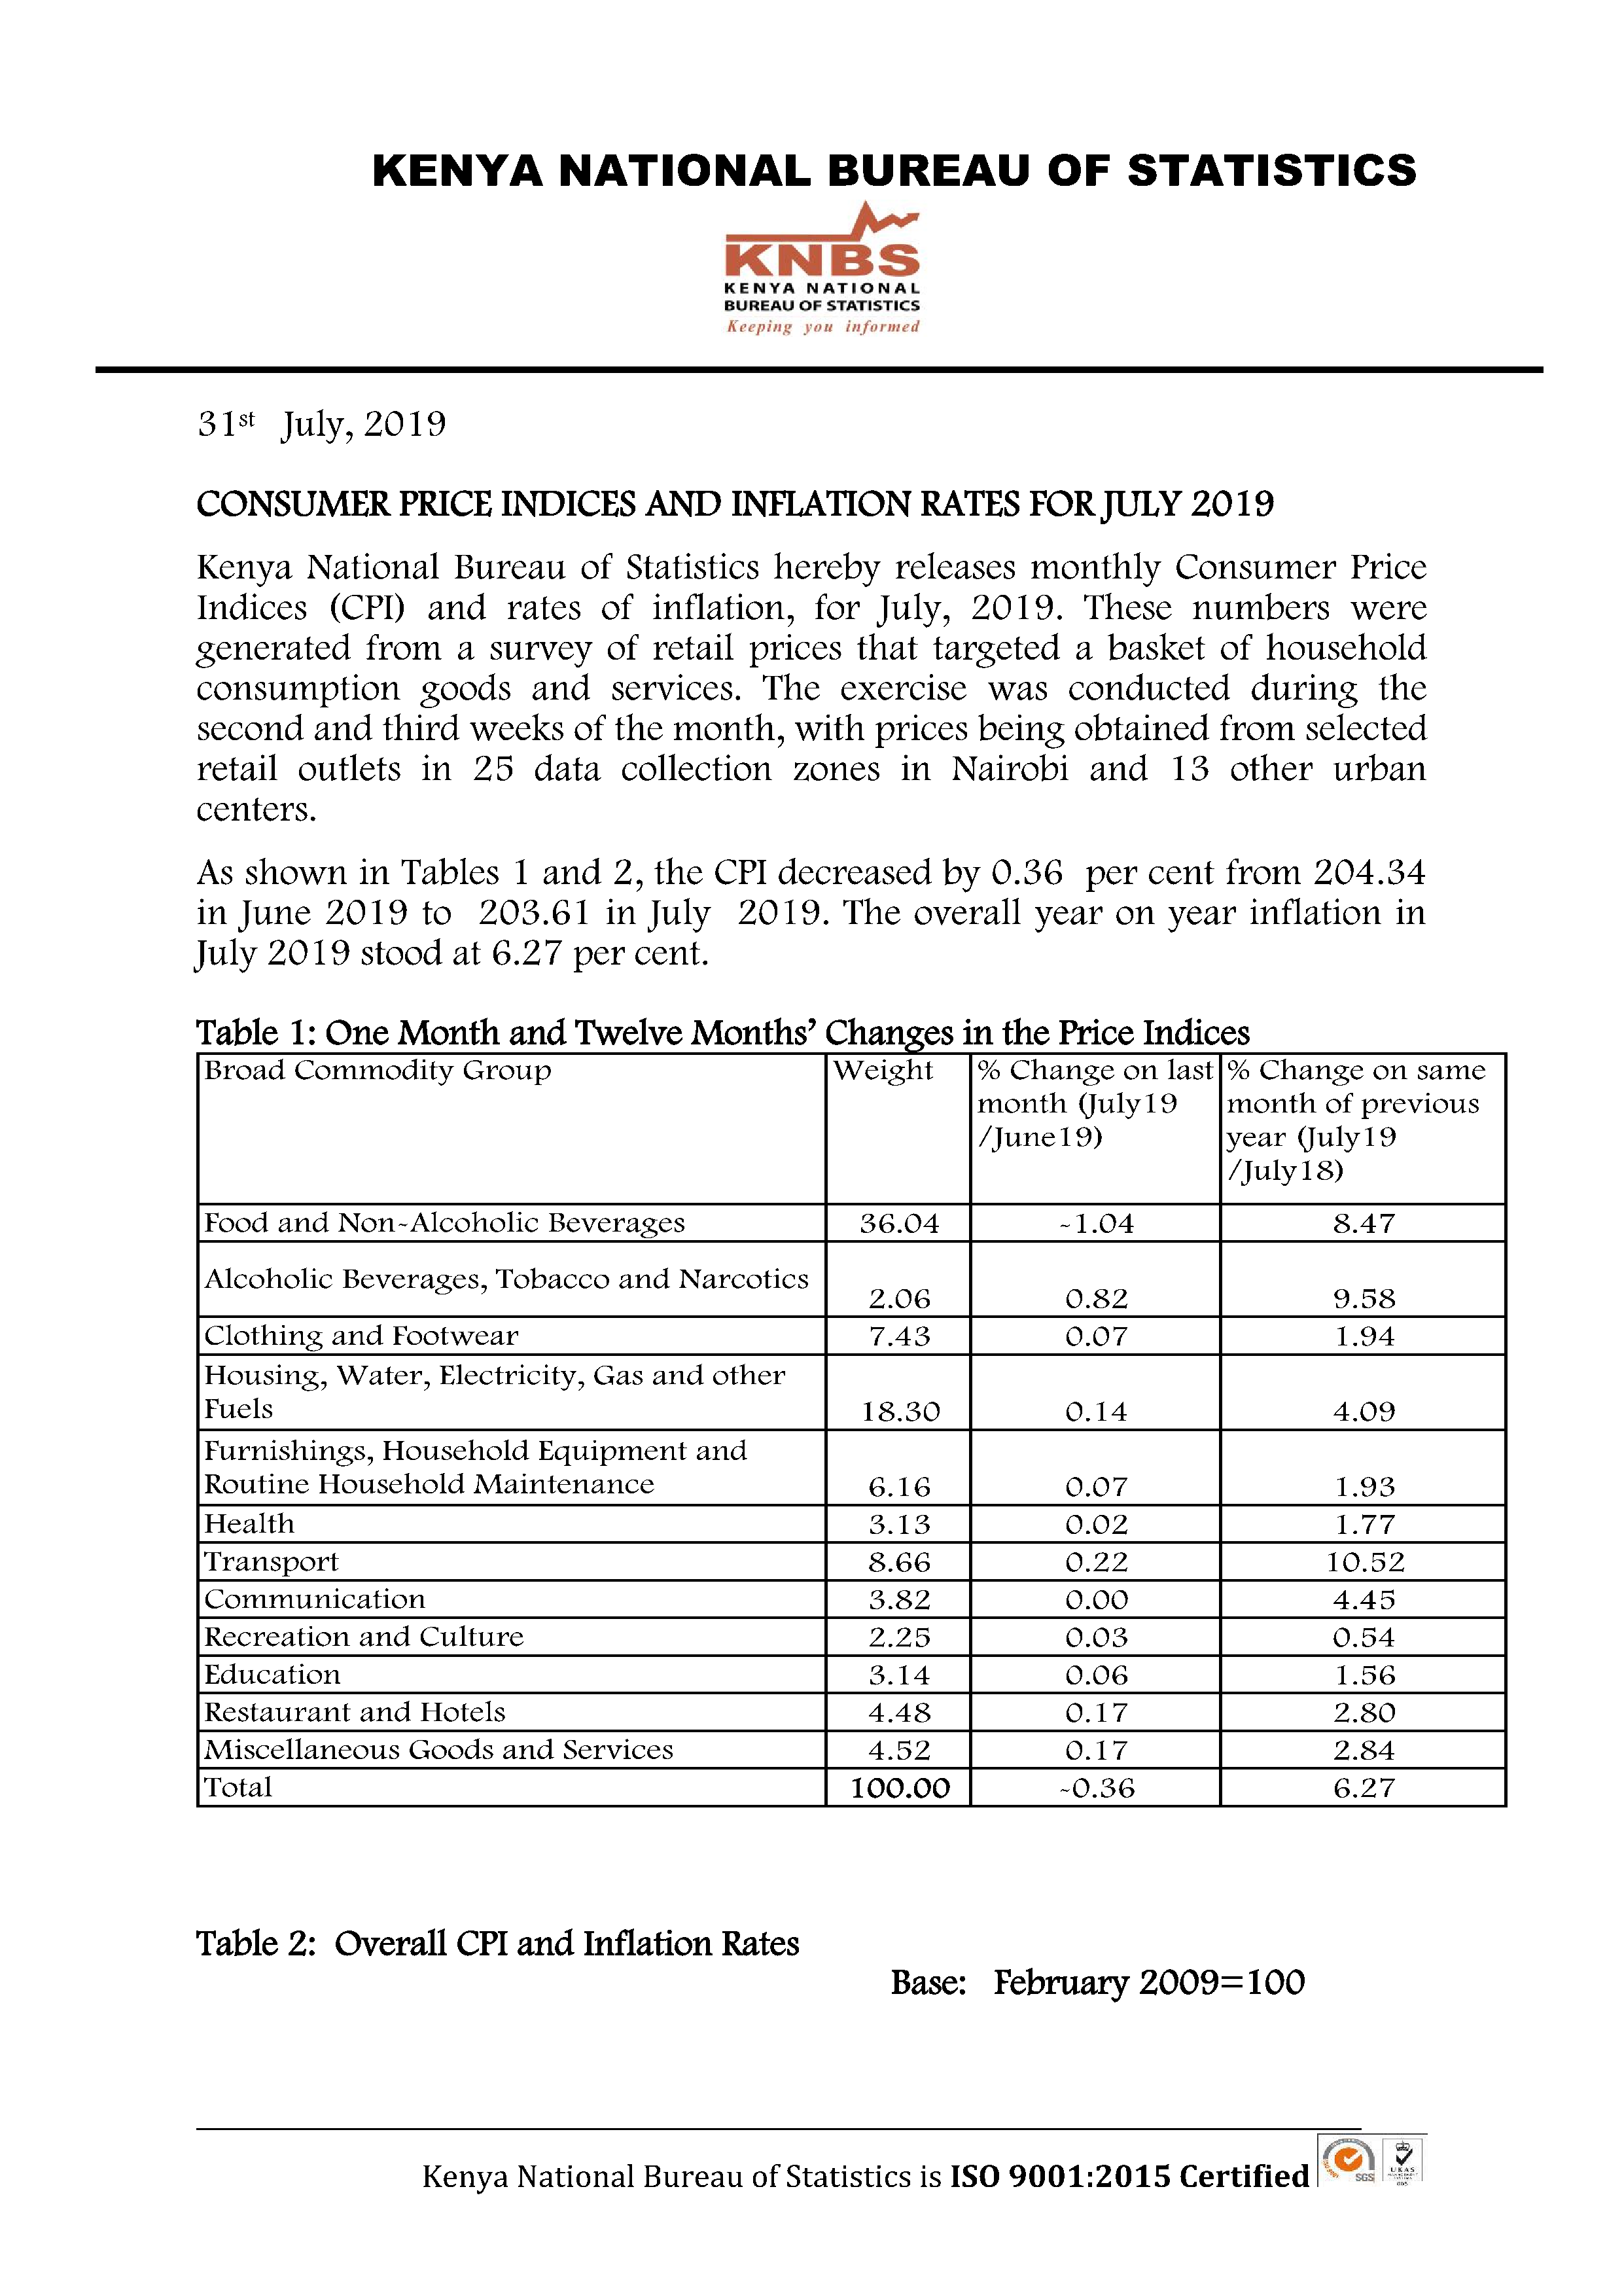 KENYA NATIONAL BUREAU OF STATISTICS
KNBS
KENYA NATIONAL
BUREAU OF STATISTICS
Keeping you informed
31st July, 2019
CONSUMER PRICE INDICES AND INFLATION RATES FOR JULY 2019
Kenya National Bureau of Statistics hereby releases monthly Consumer Price
Indices (CPI) and rates of inflation, for July, 2019. These numbers were
generated from a survey of retail prices that targeted a basket of household
consumption goods and services. The exercise was conducted during the
second and third weeks of the month, with prices being obtained from selected
retail outlets in 25 data collection zones in Nairobi and 13 other urban
centers.
As shown in Tables 1 and 2, the CPI decreased by 0.36 per cent from 204.34
in June 2019 to 203.61 in July 2019. The overall year on year inflation in
July 2019 stood at 6.27 per cent.
Table 1: One Month and Twelve Months’ Changes in the Price Indices
Broad Commodity Group Weight % Change on last % Change on same
month (July19 month of previous
/June19) year (July19
/July18)
Food and Non-Alcoholic Beverages 36.04 -1.04 8.47
Alcoholic Beverages, Tobacco and Narcotics 2.06 0.82 9.58
Clothing and Footwear 7.43 0.07 1.94
Housing, Water, Electricity, Gas and other
Fuels 18.30 0.14 4.09
Furnishings, Household Equipment and
Routine Household Maintenance 6.16 0.07 1.93
Health 3.13 0.02 1.77
Transport 8.66 0.22 10.52
Communication 3.82 0.00 4.45
Recreation and Culture 2.25 0.03 0.54
Education 3.14 0.06 1.56
Restaurant and Hotels 4.48 0.17 2.80
Miscellaneous Goods and Services 4.52 0.17 2.84
Total 100.00 -0.36 6.27
Table 2: Overall CPI and Inflation Rates
Base: February 2009=100
Kenya National Bureau of Statistics is ISO 9001:2015 Certified
SGS
UKAS